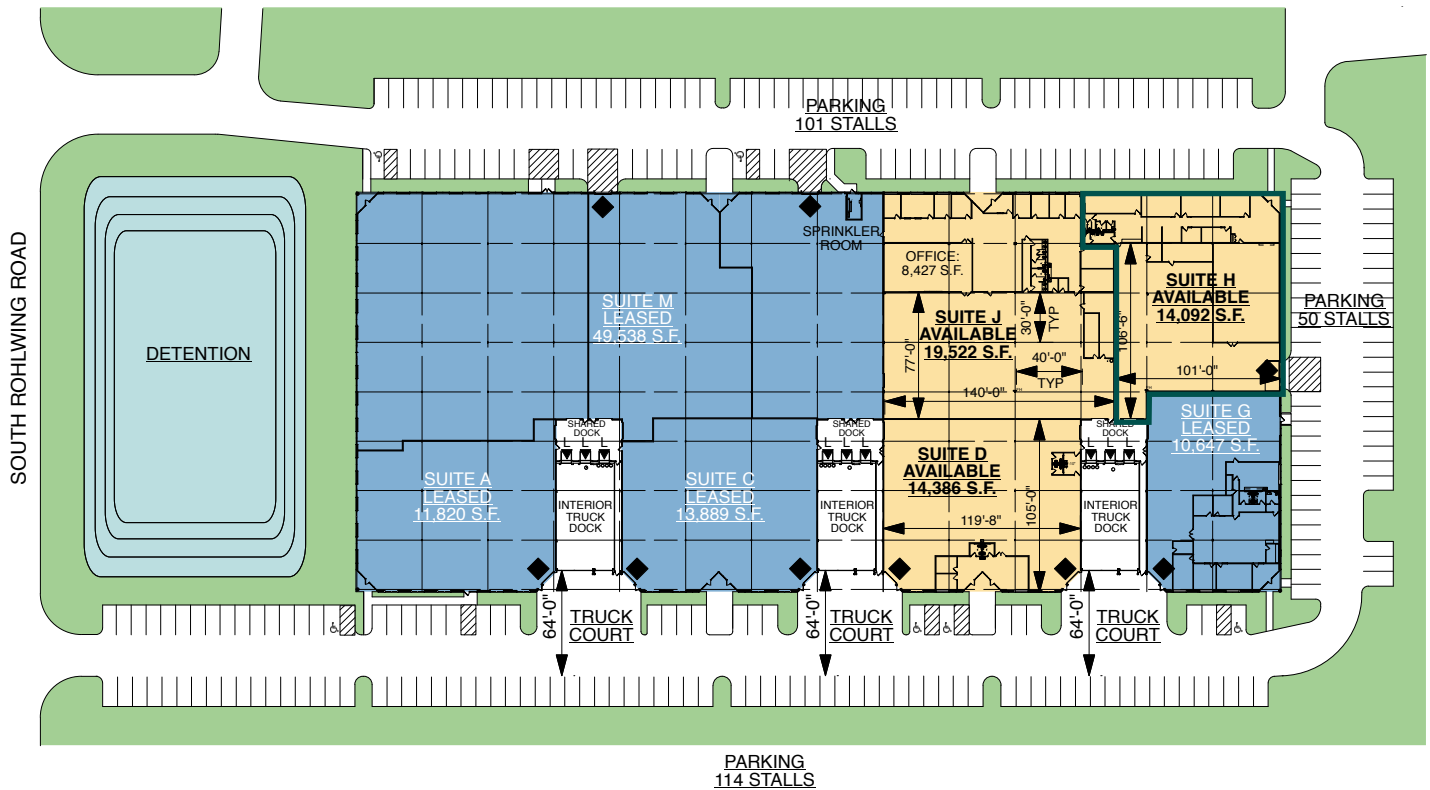 PARKING
101 STALLS
SOUTH ROHLWING ROAD
DETENTION
SPRINKLER
ROOM
OFFICE:
8,427 S.F.
SUITE M
LEASED
49,538 S.F.
SUITE J
AVAILABLE
19,522 S.F.
30'-0"
TYP
77'-0"
40'-0"
TYP
140'-0"
SUITE H
AVAILABLE
14,092 S.F.
106'-6"
101'-0"
PARKING
50 STALLS
SHARED
DOCK
SHARED
DOCK
SHARED
DOCK
SUITE G
LEASED
10,647 S.F.
SUITE A
LEASED
11,820 S.F.
INTERIOR
TRUCK
DOCK
SUITE C
LEASED
13,889 S.F.
INTERIOR
TRUCK
DOCK
SUITE D
AVAILABLE
14,386 S.F.
105'-0"
119'-8"
INTERIOR
TRUCK
DOCK
64'-0"
TRUCK
COURT
64'-0"
TRUCK
COURT
64'-0"
TRUCK
COURT
PARKING
114 STALLS